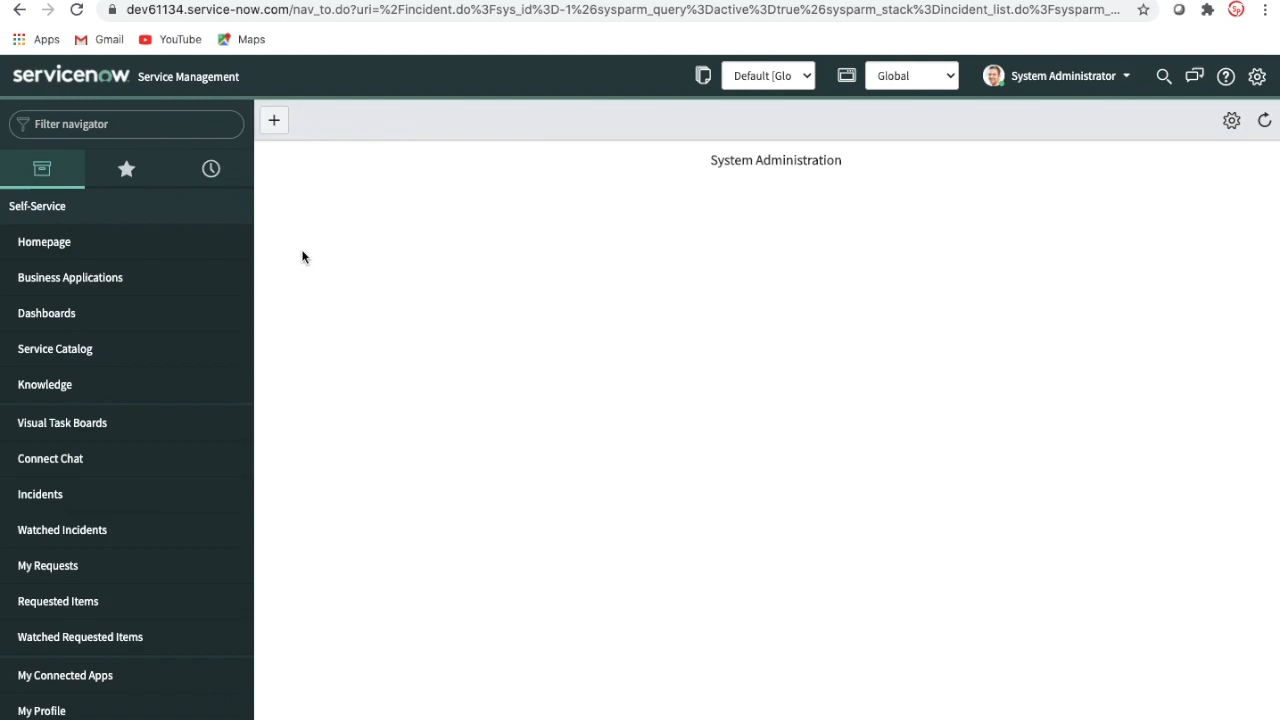 dev61134.service-now.com/nav_to.do?uri=%2Fincident.do%3Fsys_id%3D-1%26sysparm_query%3Dactive%3Dtrue%26sysparm_stack%3Dincident_list.do%3Fsysparm_...
Sp
Apps Gmail YouTube Maps
servicenow Service Management Default [Glo Global System Administrator
Filter navigator
System Administration
Self-Service
Homepage
Business Applications
Dashboards
Service Catalog
Knowledge
Visual Task Boards
Connect Chat
Incidents
Watched Incidents
My Requests
Requested Items
Watched Requested Items
My Connected Apps
My Profile